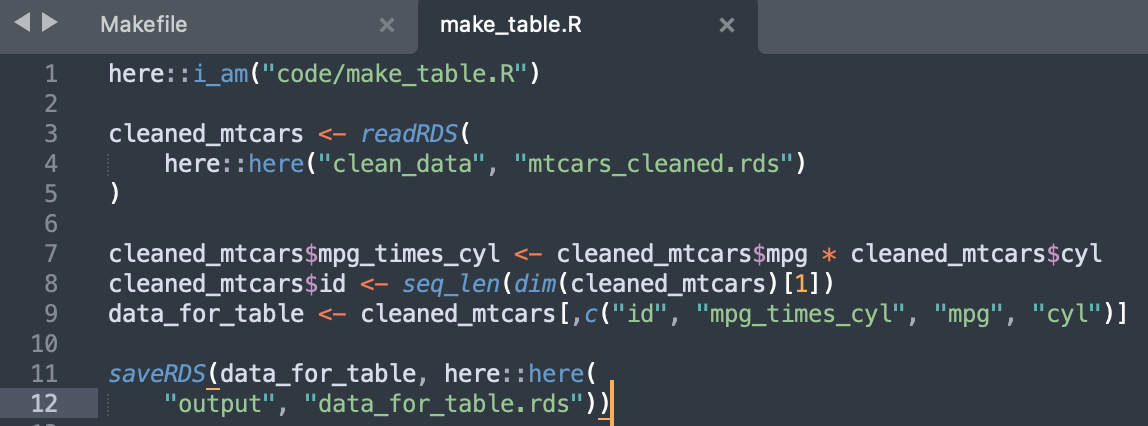 Makefile × make_table.R ×
1 here::i_am("code/make_table.R")
2
3 cleaned_mtcars <- readRDS(
4 here::here("clean_data", "mtcars_cleaned.rds")
5 )
6
7 cleaned_mtcars$mpg_times_cyl <- cleaned_mtcars$mpg * cleaned_mtcars$cyl
8 cleaned_mtcars$id <- seq_len(dim(cleaned_mtcars)[1])
9 data_for_table <- cleaned_mtcars[,c("id", "mpg_times_cyl", "mpg", "cyl")]
10
11 saveRDS(data_for_table, here::here(
12 "output", "data_for_table.rds"))